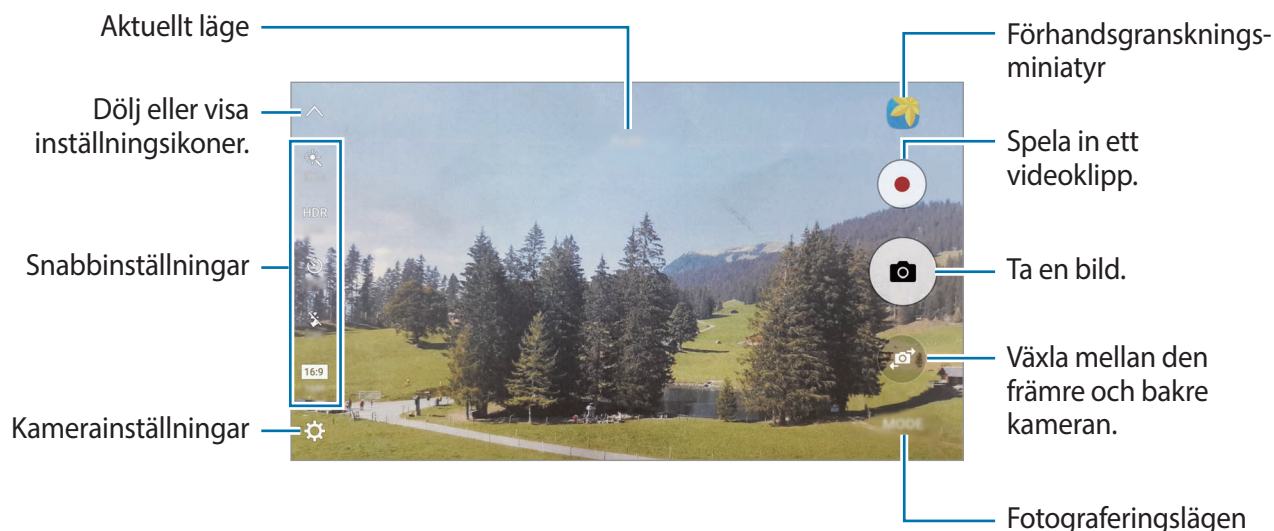 Aktuellt läge
Dölj eller visa
inställningsikoner.
Snabbinställningar
Kamerainställningar
HDR
16:9
MODE
Förhandsgransknings-
miniatyr
Spela in ett
videoklipp.
Ta en bild.
Växla mellan den
främre och bakre
kameran.
Fotograferingslägen